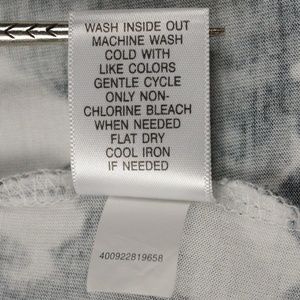 WASH INSIDE OUT
MACHINE WASH
COLD WITH
LIKE COLORS
GENTLE CYCLE
ONLY NON-
CHLORINE BLEACH
WHEN NEEDED
FLAT DRY
COOL IRON
IF NEEDED
400922819658